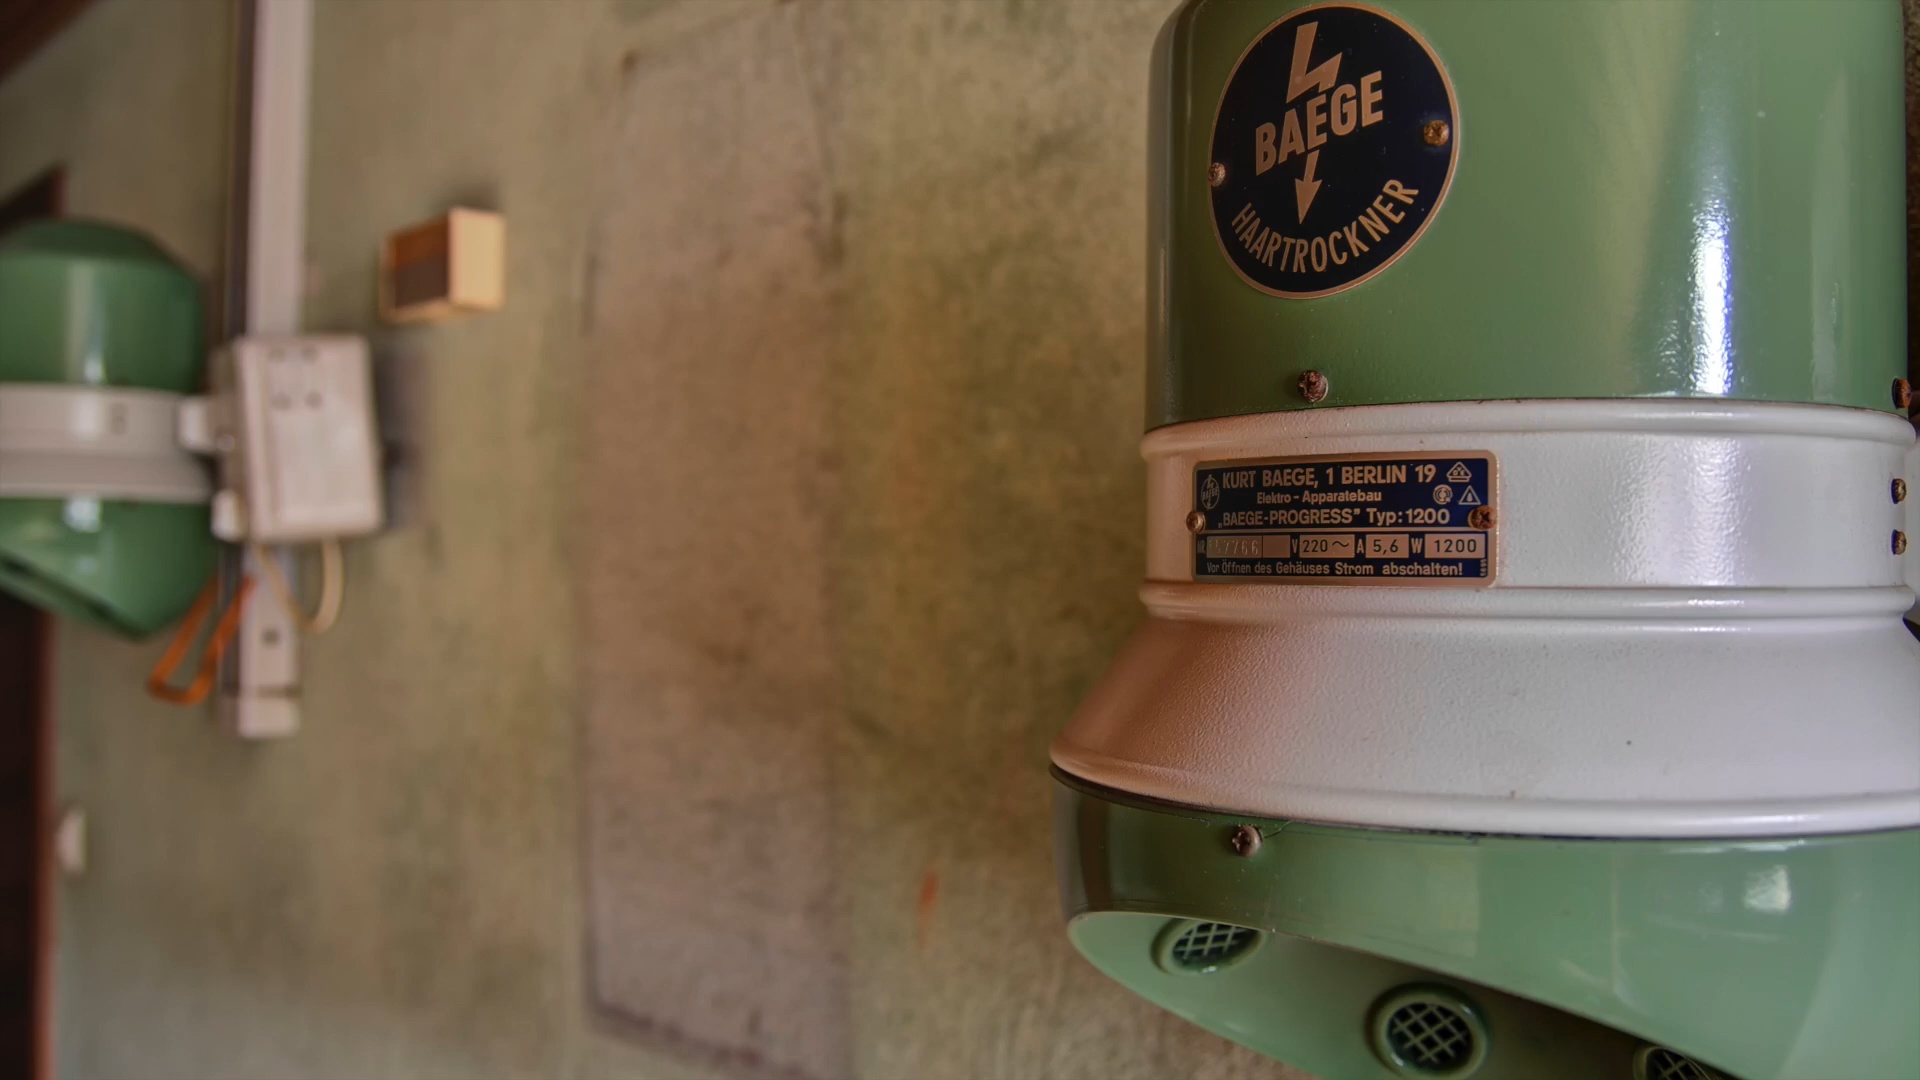 BAEGE
HAARTROCKNER
KURT BAEGE, 1 BERLIN 19
Elektro-Apparatebau
„BAEGE-PROGRESS" Typ: 1200
V 220~ A 5,6 W 1200
Vor Öffnen des Gehäuses Strom abschalten!